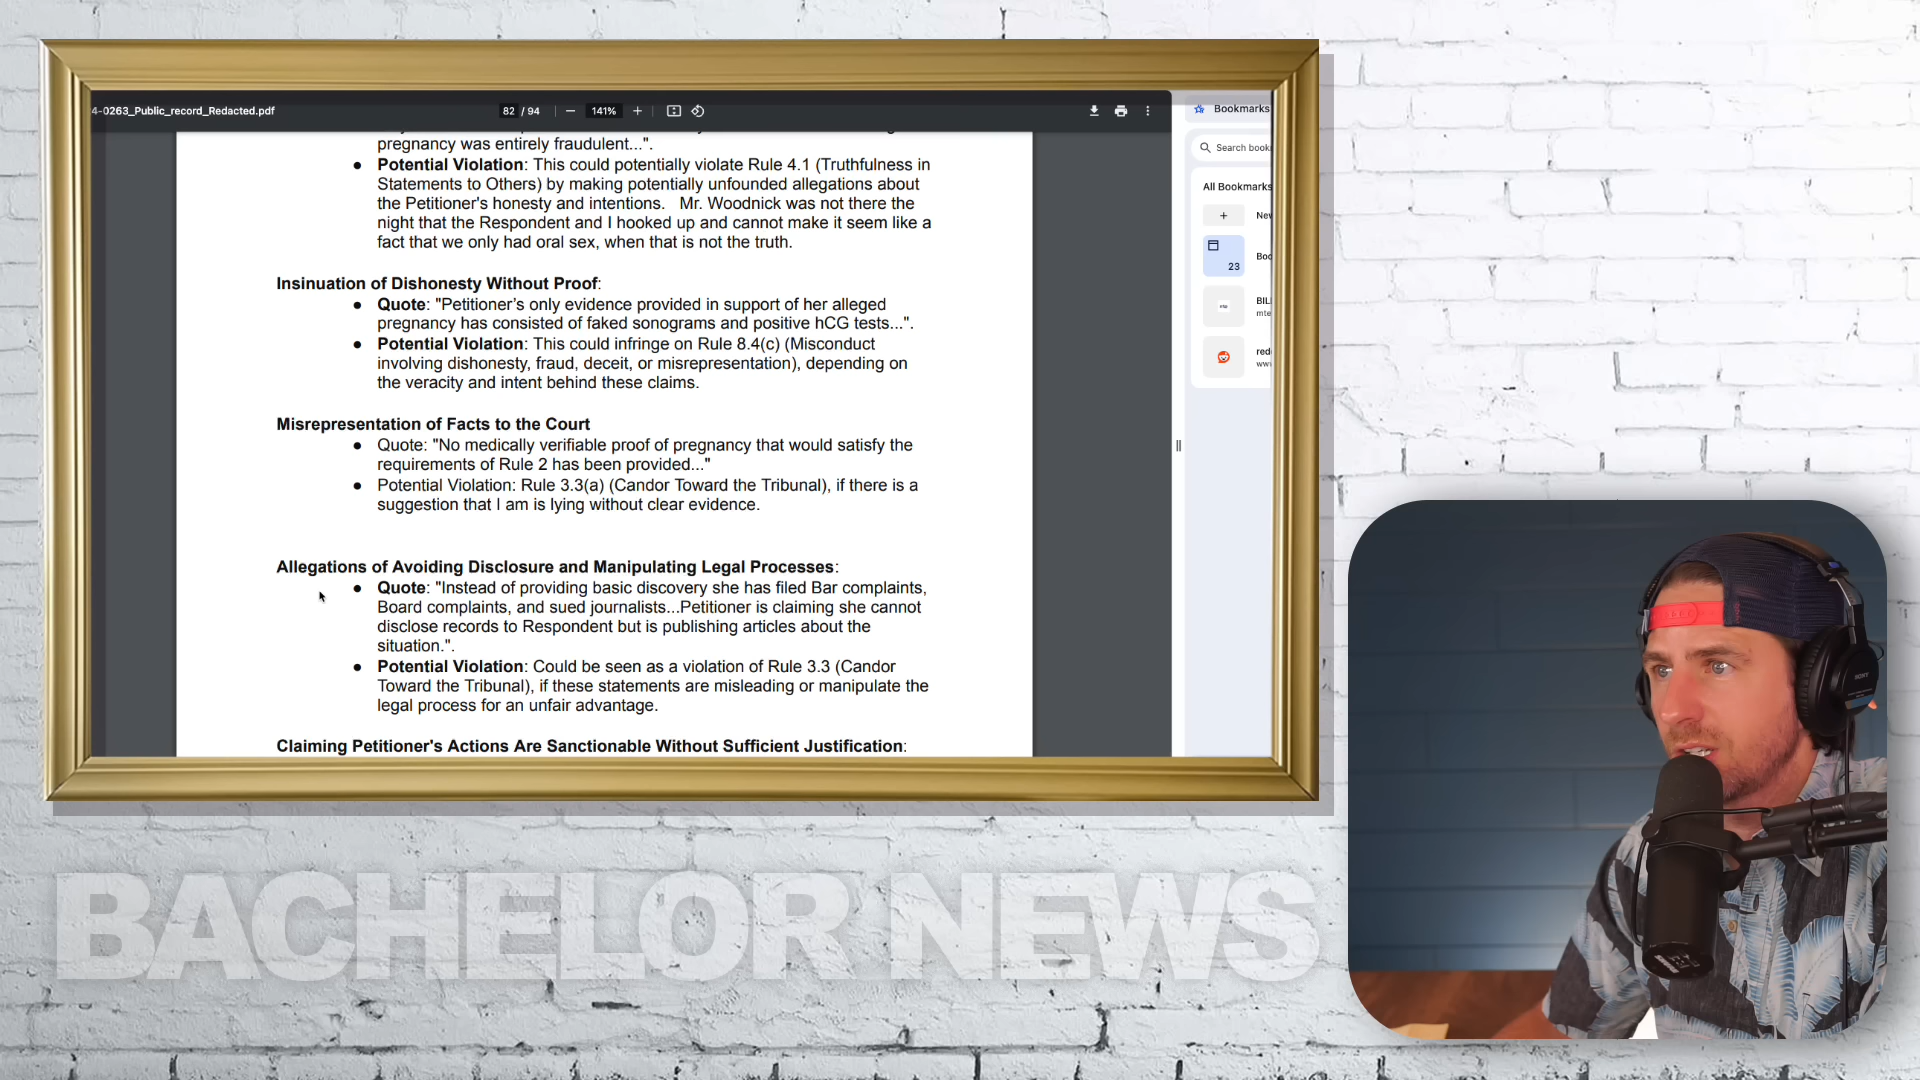 4-0263_Public_record_Redacted.pdf
82 / 94
141%
Bookmarks
pregnancy was entirely fraudulent...".
● Potential Violation: This could potentially violate Rule 4.1 (Truthfulness in
Statements to Others) by making potentially unfounded allegations about
the Petitioner's honesty and intentions. Mr. Woodnick was not there the
night that the Respondent and I hooked up and cannot make it seem like a
fact that we only had oral sex, when that is not the truth.
Insinuation of Dishonesty Without Proof:
● Quote: "Petitioner's only evidence provided in support of her alleged
pregnancy has consisted of faked sonograms and positive hCG tests...".
● Potential Violation: This could infringe on Rule 8.4(c) (Misconduct
involving dishonesty, fraud, deceit, or misrepresentation), depending on
the veracity and intent behind these claims.
Misrepresentation of Facts to the Court
● Quote: "No medically verifiable proof of pregnancy that would satisfy the
requirements of Rule 2 has been provided..."
● Potential Violation: Rule 3.3(a) (Candor Toward the Tribunal), if there is a
suggestion that I am is lying without clear evidence.
Allegations of Avoiding Disclosure and Manipulating Legal Processes:
● Quote: "Instead of providing basic discovery she has filed Bar complaints,
Board complaints, and sued journalists...Petitioner is claiming she cannot
disclose records to Respondent but is publishing articles about the
situation.".
● Potential Violation: Could be seen as a violation of Rule 3.3 (Candor
Toward the Tribunal), if these statements are misleading or manipulate the
legal process for an unfair advantage.
Claiming Petitioner's Actions Are Sanctionable Without Sufficient Justification:
Search book
All Bookmarks
+ Nev
23
Boo
BIL
mte
red
www
SONY
BACHELOR NEWS